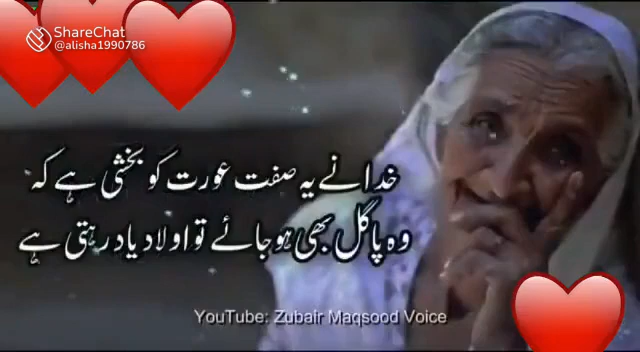 ShareChat
@alisha1990786
خدا نے یہ صفت عورت کو بخشی ہے کہ
وہ پاگل بھی ہو جائے تو اولاد یاد رہتی ہے
YouTube: Zubair Maqsood Voice